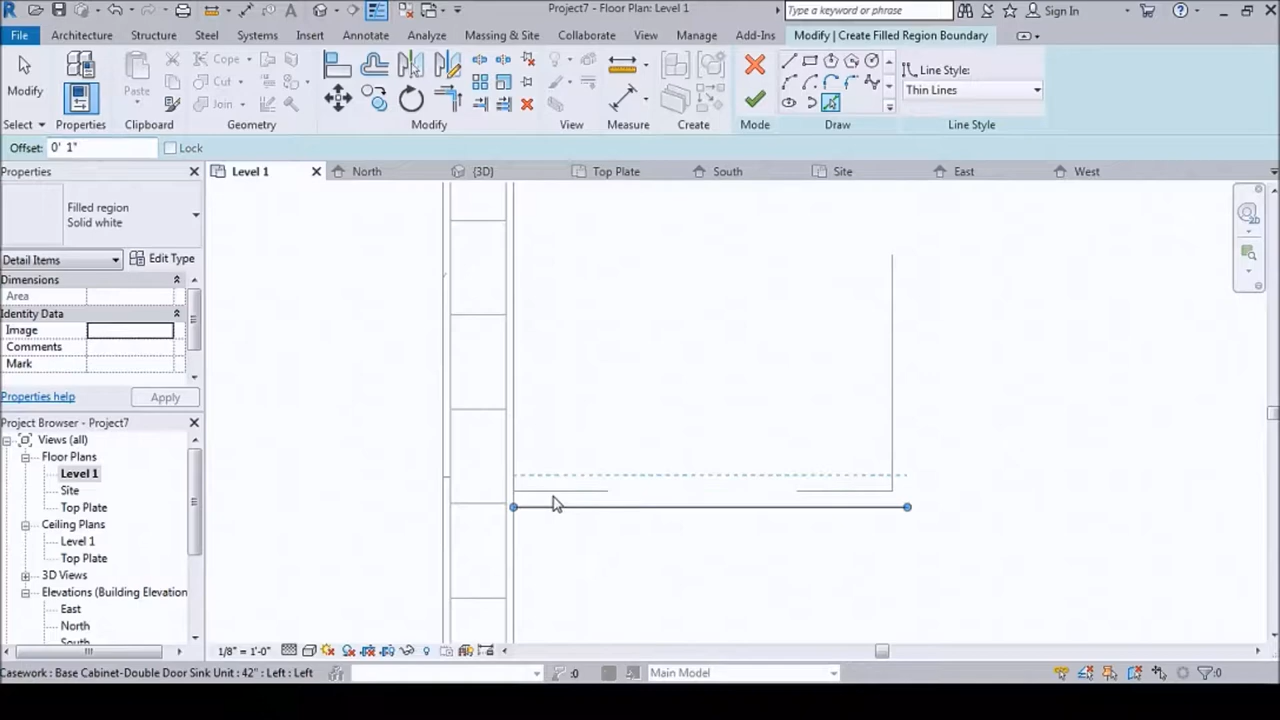 Project7 - Floor Plan: Level 1
Type a keyword or phrase
Sign In
File
Architecture
Structure
Steel
Systems
Insert
Annotate
Analyze
Massing & Site
Collaborate
View
Manage
Add-Ins
Modify | Create Filled Region Boundary
Modify
Paste
Cope
Cut
Join
Line Style:
Thin Lines
Select
Properties
Clipboard
Geometry
Modify
View
Measure
Create
Mode
Draw
Line Style
Offset: 0' 1"
Lock
Properties
Level 1
North
{3D}
Top Plate
South
Site
East
West
Filled region
Solid white
2D
Detail Items
Edit Type
Dimensions
Area
Identity Data
Image
Comments
Mark
Properties help
Apply
Project Browser - Project7
Views (all)
Floor Plans
Level 1
Site
Top Plate
Ceiling Plans
Level 1
Top Plate
3D Views
Elevations (Building Elevation
East
North
South
1/8" = 1'-0"
Casework : Base Cabinet-Double Door Sink Unit : 42" : Left : Left
:0
Main Model
:0